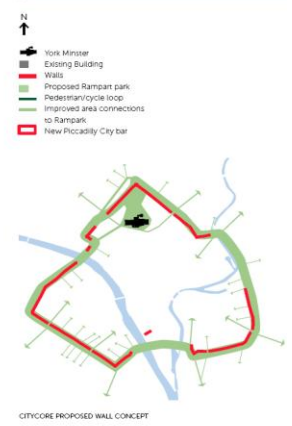 N
York Minster
Existing Building
Walls
Proposed Rampart park
Pedestrian/cycle loop
Improved area connections
to Rampark
New Piccadilly City bar
CITYCORE PROPOSED WALL CONCEPT